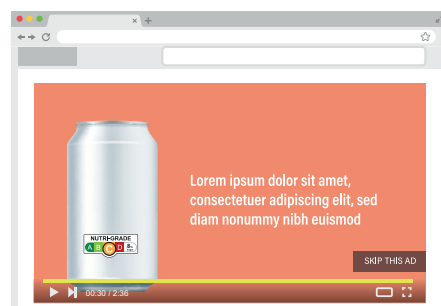 Lorem ipsum dolor sit amet,
consectetuer adipiscing elit, sed
diam nonummy nibh euismod
NUTRI-GRADE
A B C D
SKIP THIS AD
00:30 / 2:36